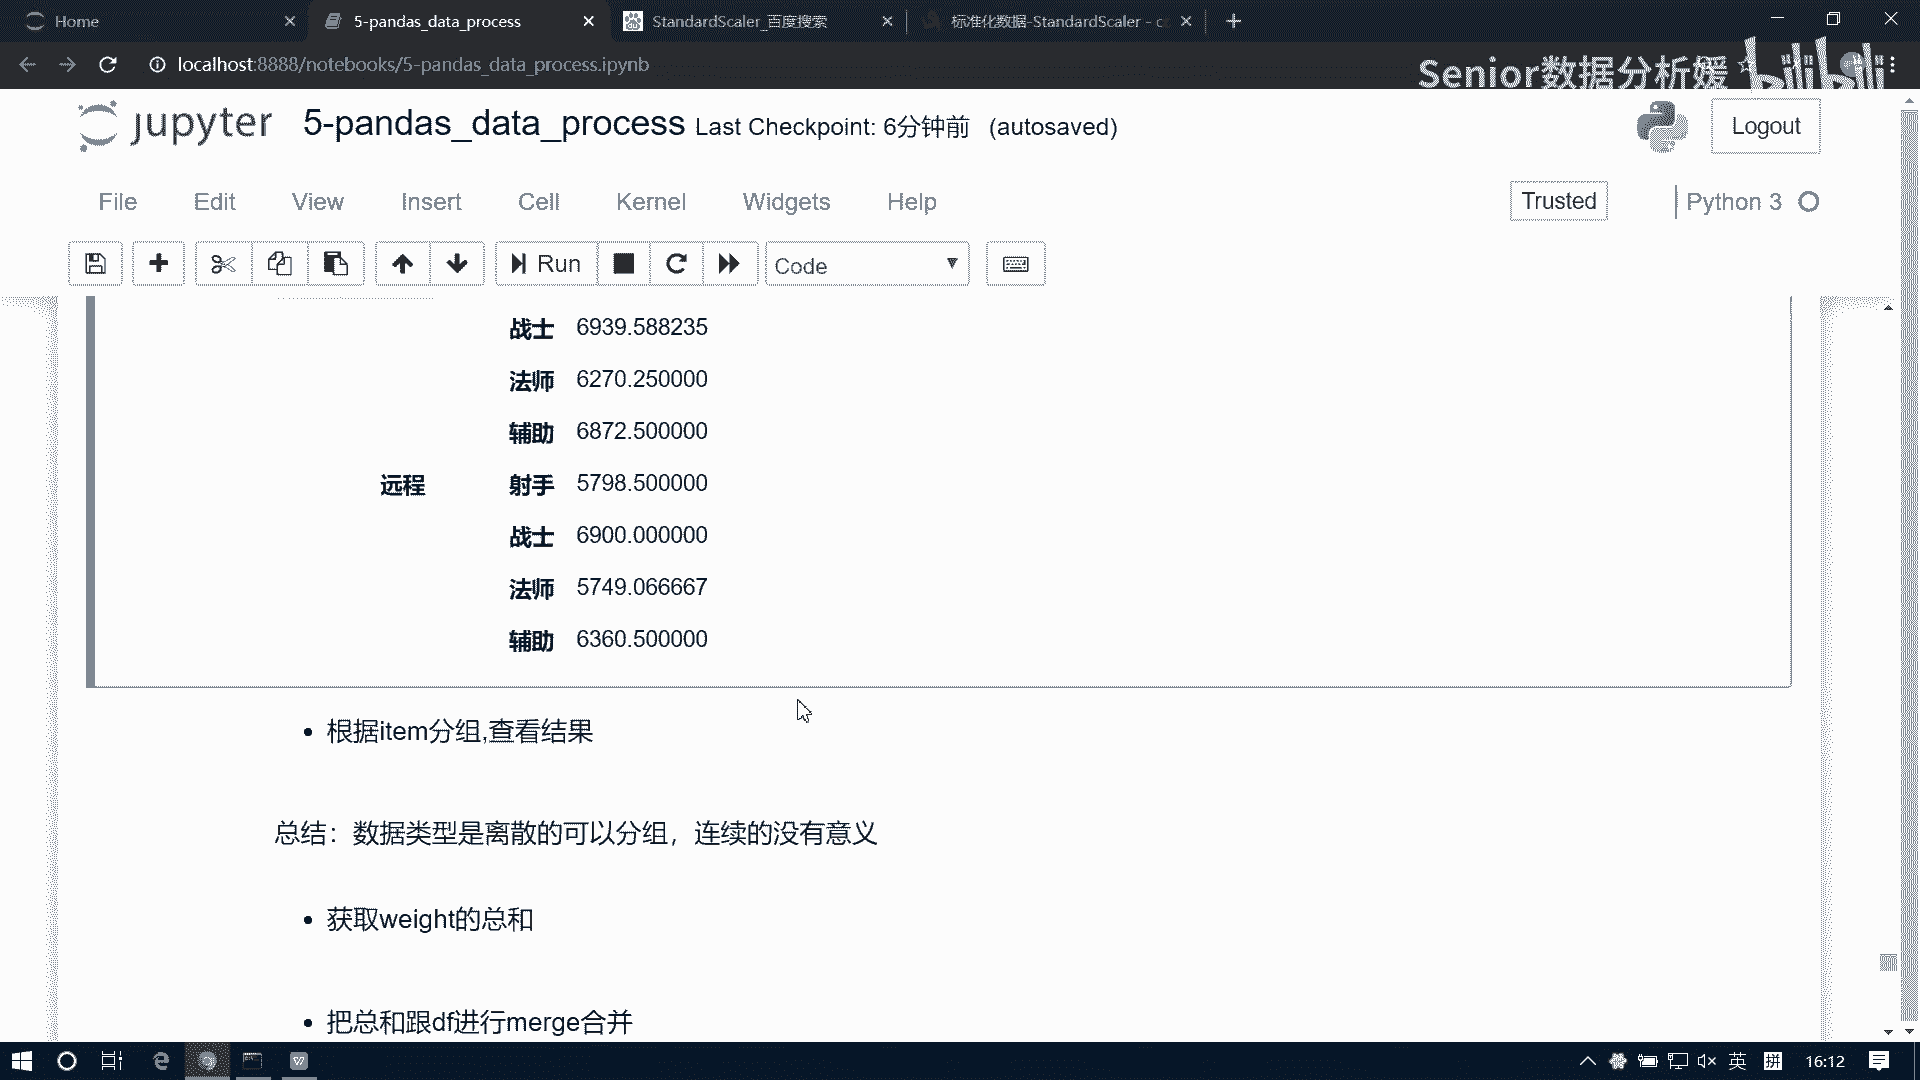 Home
5-pandas_data_process
StandardScaler_百度搜索
标准化数据-StandardScaler - c
localhost:8888/notebooks/5-pandas_data_process.ipynb
Senior数据分析媛
bilibili
jupyter
5-pandas_data_process Last Checkpoint: 6分钟前 (autosaved)
Logout
File Edit View Insert Cell Kernel Widgets Help
Trusted
Python 3
Run
Code
战士 6939.588235
法师 6270.250000
辅助 6872.500000
远程 射手 5798.500000
战士 6900.000000
法师 5749.066667
辅助 6360.500000
• 根据item分组,查看结果
总结：数据类型是离散的可以分组，连续的没有意义
• 获取weight的总和
• 把总和跟df进行merge合并
英 拼 16:12